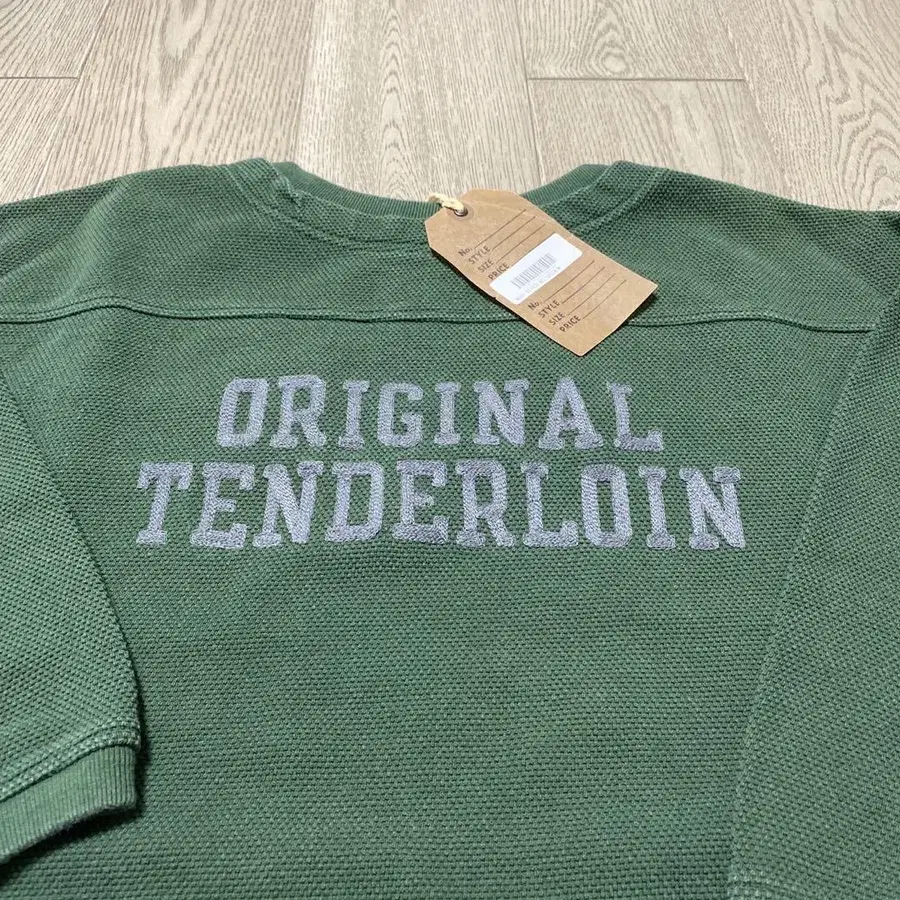 No.
STYLE
SIZE
PRICE
No.
STYLE
SIZE
PRICE
ORIGINAL
TENDERLOIN